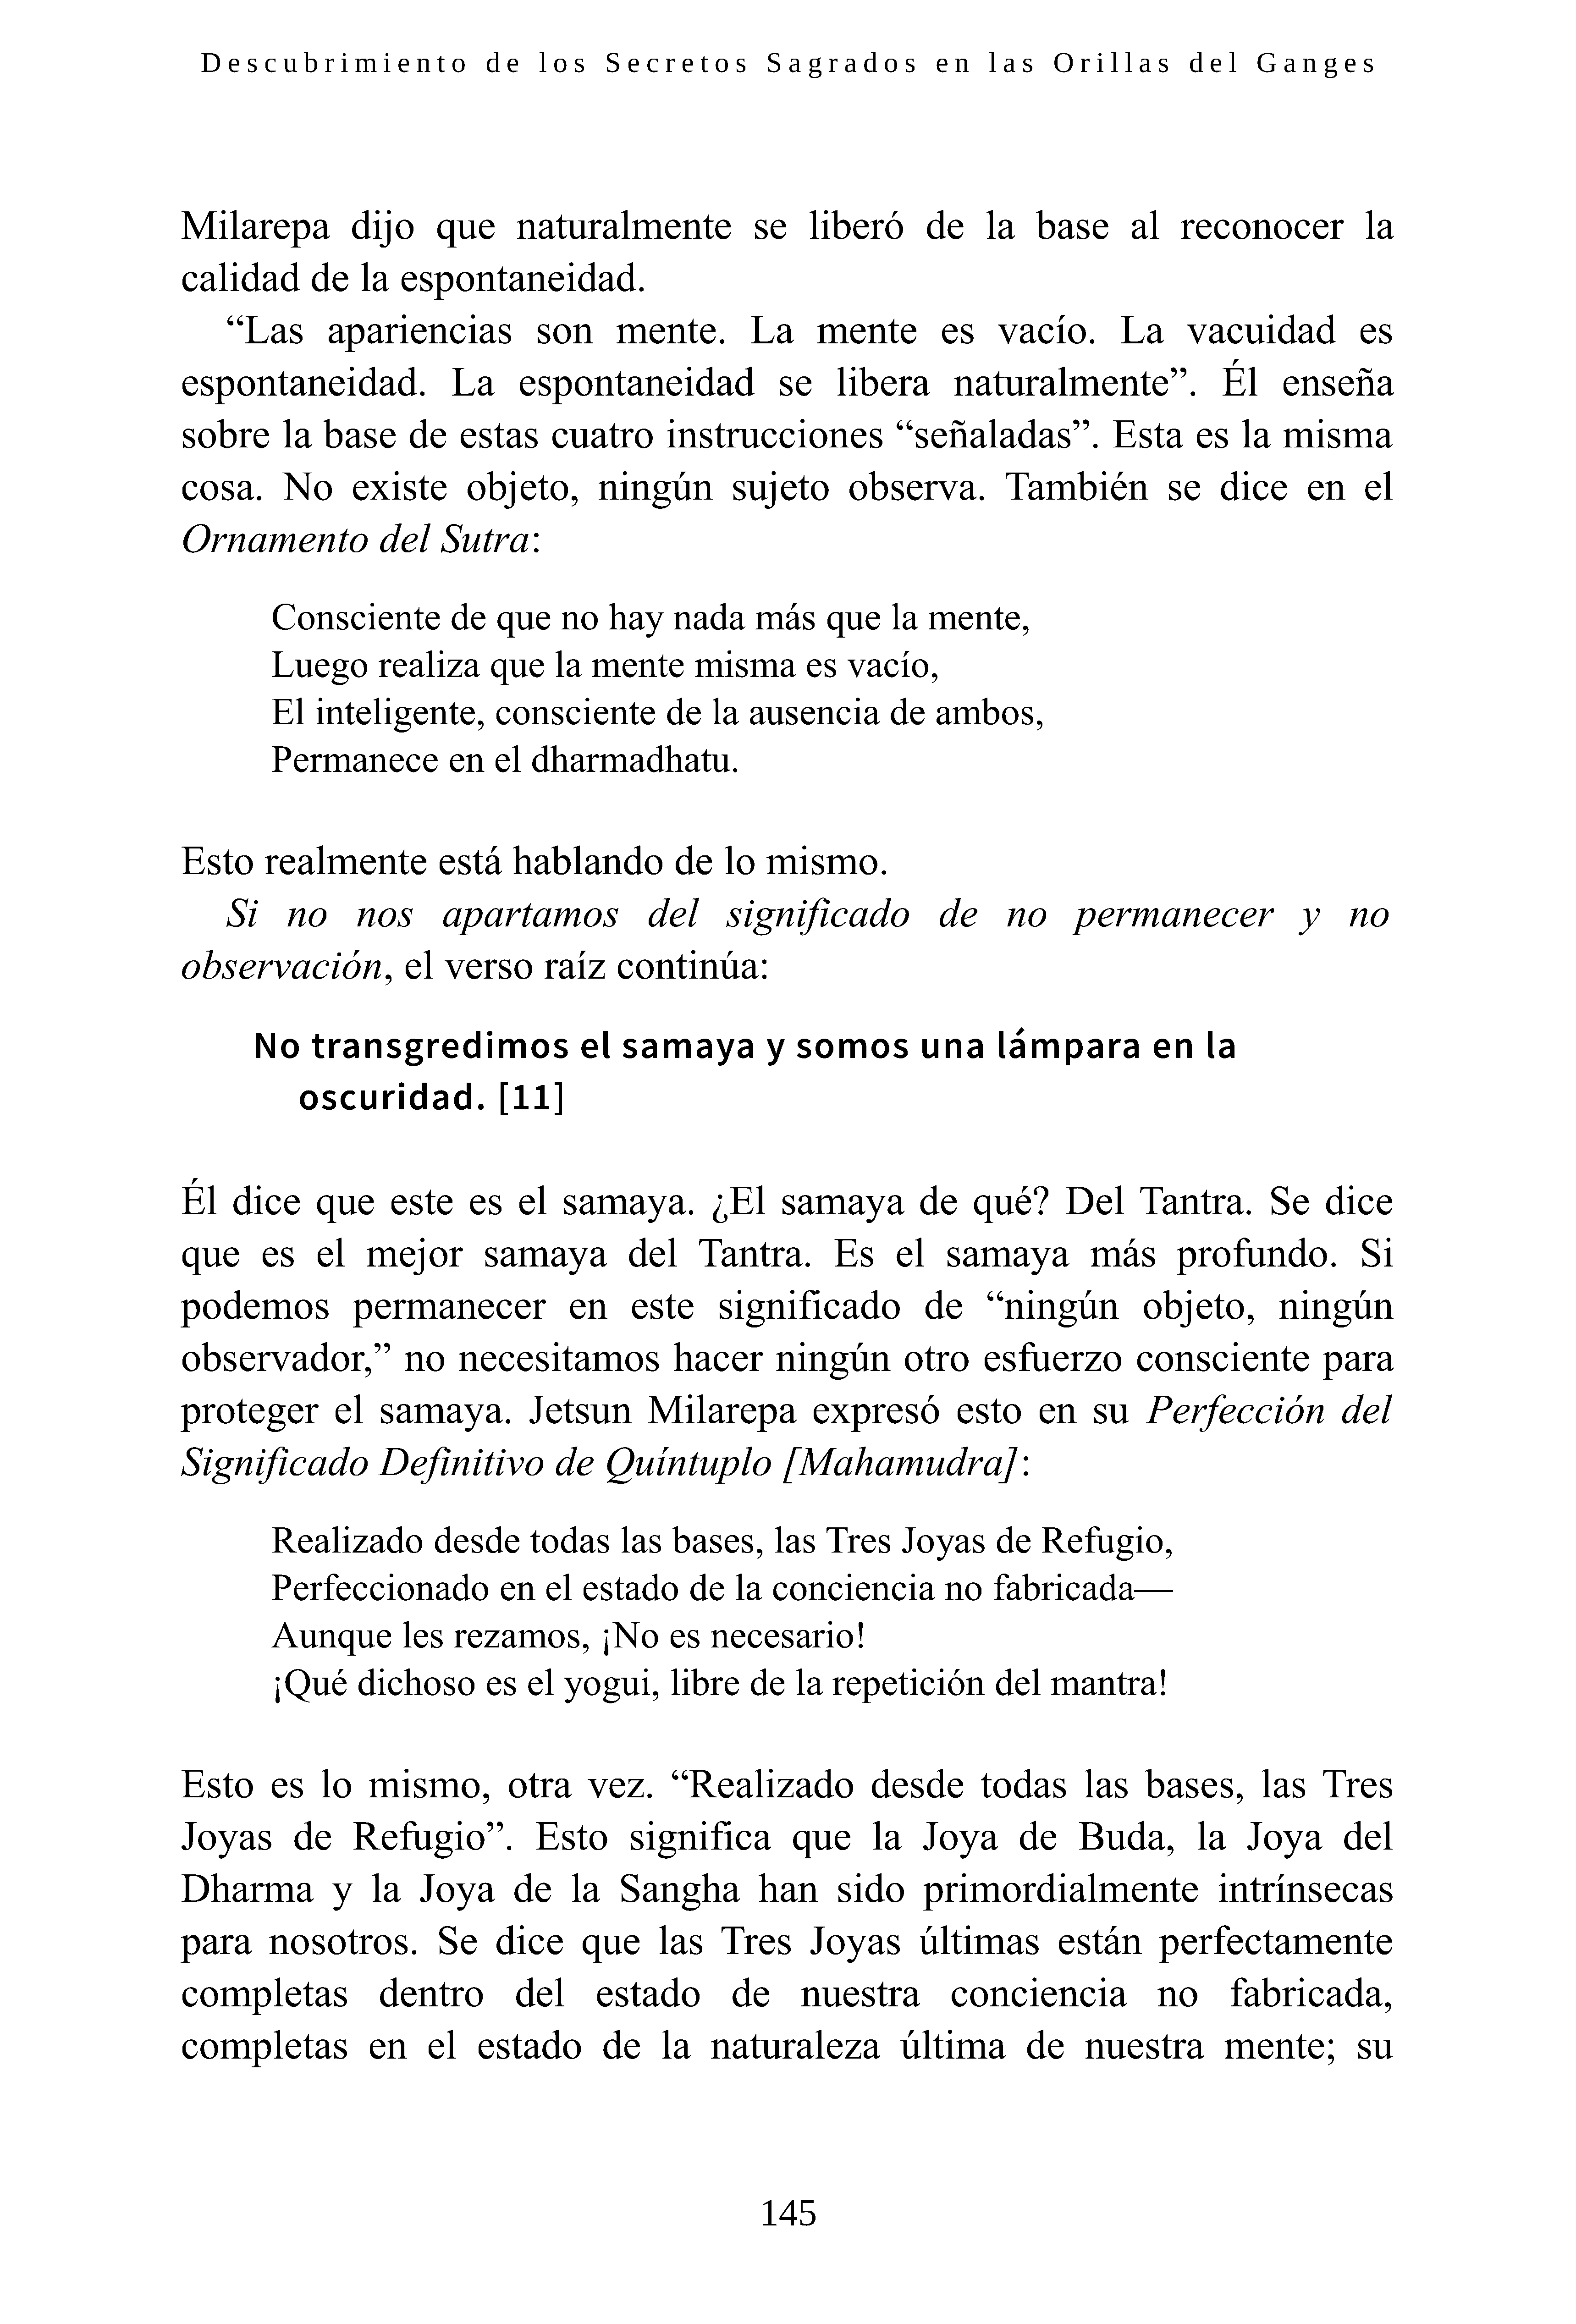 Descubrimiento de los Secretos Sagrados en las Orillas del Ganges
Milarepa dijo que naturalmente se liberó de la base al reconocer la
calidad de la espontaneidad.
“Las apariencias son mente. La mente es vacío. La vacuidad es
espontaneidad. La espontaneidad se libera naturalmente”. Él enseña
sobre la base de estas cuatro instrucciones “señaladas”. Esta es la misma
cosa. No existe objeto, ningún sujeto observa. También se dice en el
Ornamento del Sutra:
Consciente de que no hay nada más que la mente,
Luego realiza que la mente misma es vacío,
El inteligente, consciente de la ausencia de ambos,
Permanece en el dharmadhatu.
Esto realmente está hablando de lo mismo.
Si no nos apartamos del significado de no permanecer y no
observación, el verso raíz continúa:
No transgredimos el samaya y somos una lámpara en la
oscuridad. [11]
Él dice que este es el samaya. ¿El samaya de qué? Del Tantra. Se dice
que es el mejor samaya del Tantra. Es el samaya más profundo. Si
podemos permanecer en este significado de “ningún objeto, ningún
observador,” no necesitamos hacer ningún otro esfuerzo consciente para
proteger el samaya. Jetsun Milarepa expresó esto en su Perfección del
Significado Definitivo de Quíntuplo [Mahamudra]:
Realizado desde todas las bases, las Tres Joyas de Refugio,
Perfeccionado en el estado de la conciencia no fabricada—
Aunque les rezamos, ¡No es necesario!
¡Qué dichoso es el yogui, libre de la repetición del mantra!
Esto es lo mismo, otra vez. “Realizado desde todas las bases, las Tres
Joyas de Refugio”. Esto significa que la Joya de Buda, la Joya del
Dharma y la Joya de la Sangha han sido primordialmente intrínsecas
para nosotros. Se dice que las Tres Joyas últimas están perfectamente
completas dentro del estado de nuestra conciencia no fabricada,
completas en el estado de la naturaleza última de nuestra mente; su
145